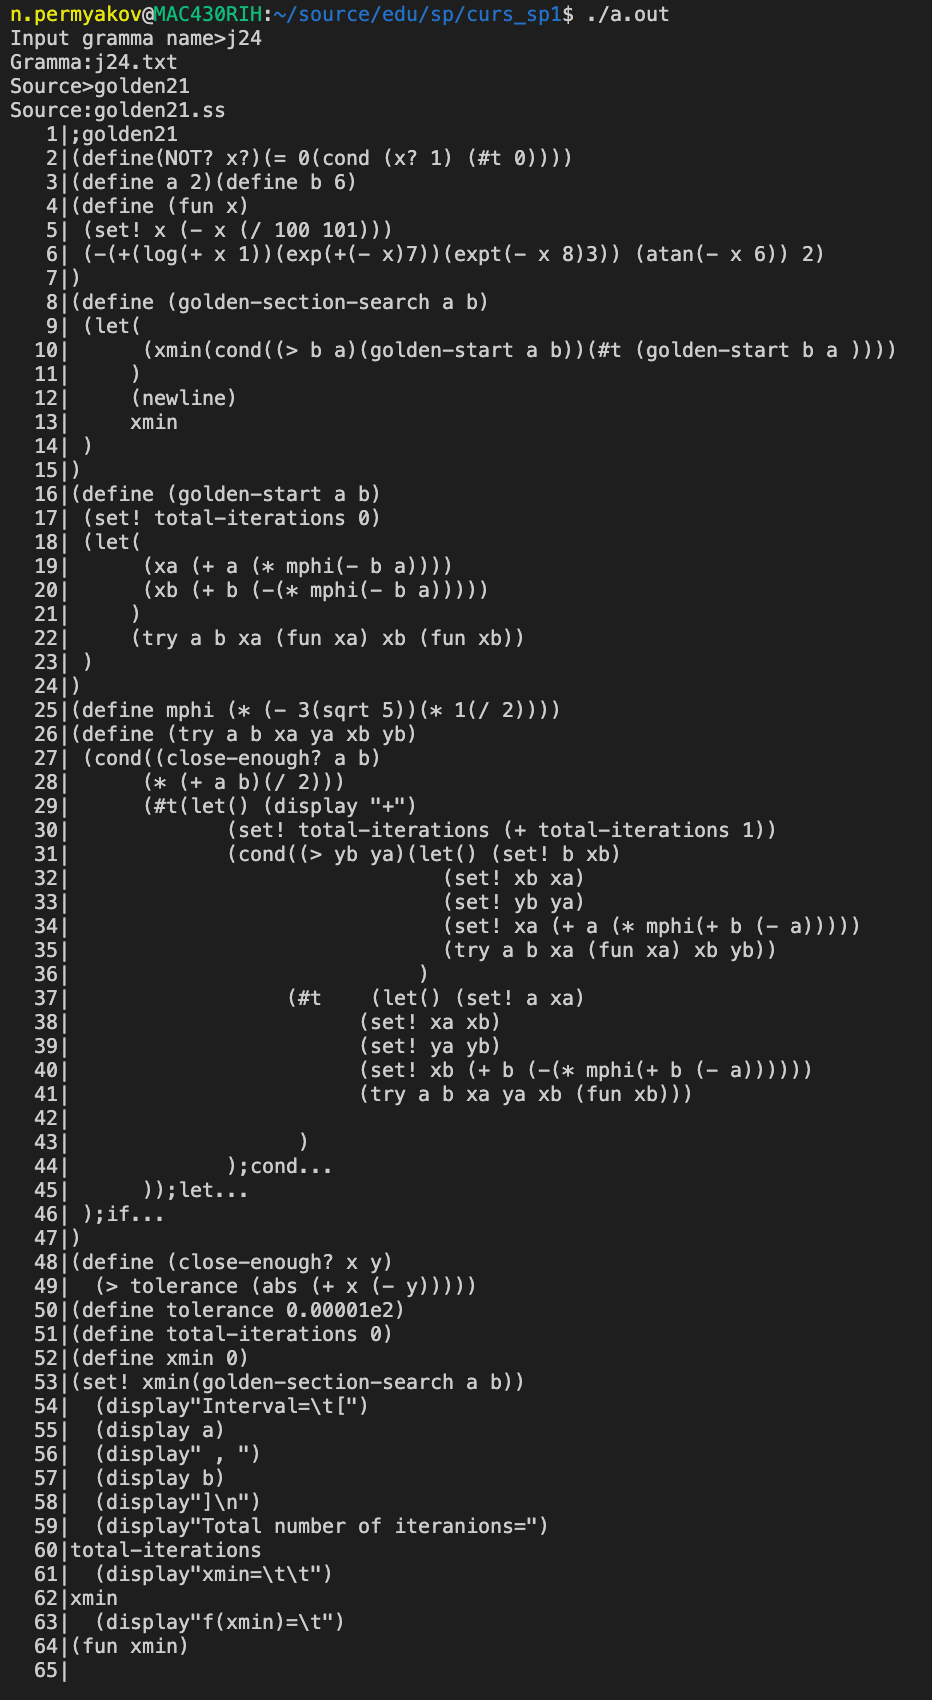 n.permyakov@MAC430RIH:~/source/edu/sp/curs_sp1$ ./a.out
Input gramma name>j24
Gramma:j24.txt
Source>golden21
Source:golden21.ss
   1|;golden21
   2|(define(NOT? x?)(= 0(cond (x? 1) (#t 0))))
   3|(define a 2)(define b 6)
   4|(define (fun x)
   5| (set! x (- x (/ 100 101)))
   6| (-(+(log(+ x 1))(exp(+(- x)7))(expt(- x 8)3)) (atan(- x 6)) 2)
   7|)
   8|(define (golden-section-search a b)
   9| (let(
  10|      (xmin(cond((> b a)(golden-start a b))(#t (golden-start b a ))))
  11|     )
  12|     (newline)
  13|     xmin
  14| )
  15|)
  16|(define (golden-start a b)
  17| (set! total-iterations 0)
  18| (let(
  19|      (xa (+ a (* mphi(- b a))))
  20|      (xb (+ b (-(* mphi(- b a)))))
  21|     )
  22|     (try a b xa (fun xa) xb (fun xb))
  23| )
  24|)
  25|(define mphi (* (- 3(sqrt 5))(* 1(/ 2))))
  26|(define (try a b xa ya xb yb)
  27| (cond((close-enough? a b)
  28|      (* (+ a b)(/ 2)))
  29|      (#t(let() (display "+")
  30|             (set! total-iterations (+ total-iterations 1))
  31|             (cond((> yb ya)(let() (set! b xb)
  32|                               (set! xb xa)
  33|                               (set! yb ya)
  34|                               (set! xa (+ a (* mphi(+ b (- a)))))
  35|                               (try a b xa (fun xa) xb yb))
  36|                             )
  37|                  (#t    (let() (set! a xa)
  38|                        (set! xa xb)
  39|                        (set! ya yb)
  40|                        (set! xb (+ b (-(* mphi(+ b (- a))))))
  41|                        (try a b xa ya xb (fun xb)))
  42|
  43|                   )
  44|             );cond...
  45|      ));let...
  46| );if...
  47|)
  48|(define (close-enough? x y)
  49|  (> tolerance (abs (+ x (- y)))))
  50|(define tolerance 0.00001e2)
  51|(define total-iterations 0)
  52|(define xmin 0)
  53|(set! xmin(golden-section-search a b))
  54|  (display"Interval=\t[")
  55|  (display a)
  56|  (display" , ")
  57|  (display b)
  58|  (display"]\n")
  59|  (display"Total number of iteranions=")
  60|total-iterations
  61|  (display"xmin=\t\t")
  62|xmin
  63|  (display"f(xmin)=\t")
  64|(fun xmin)
  65|